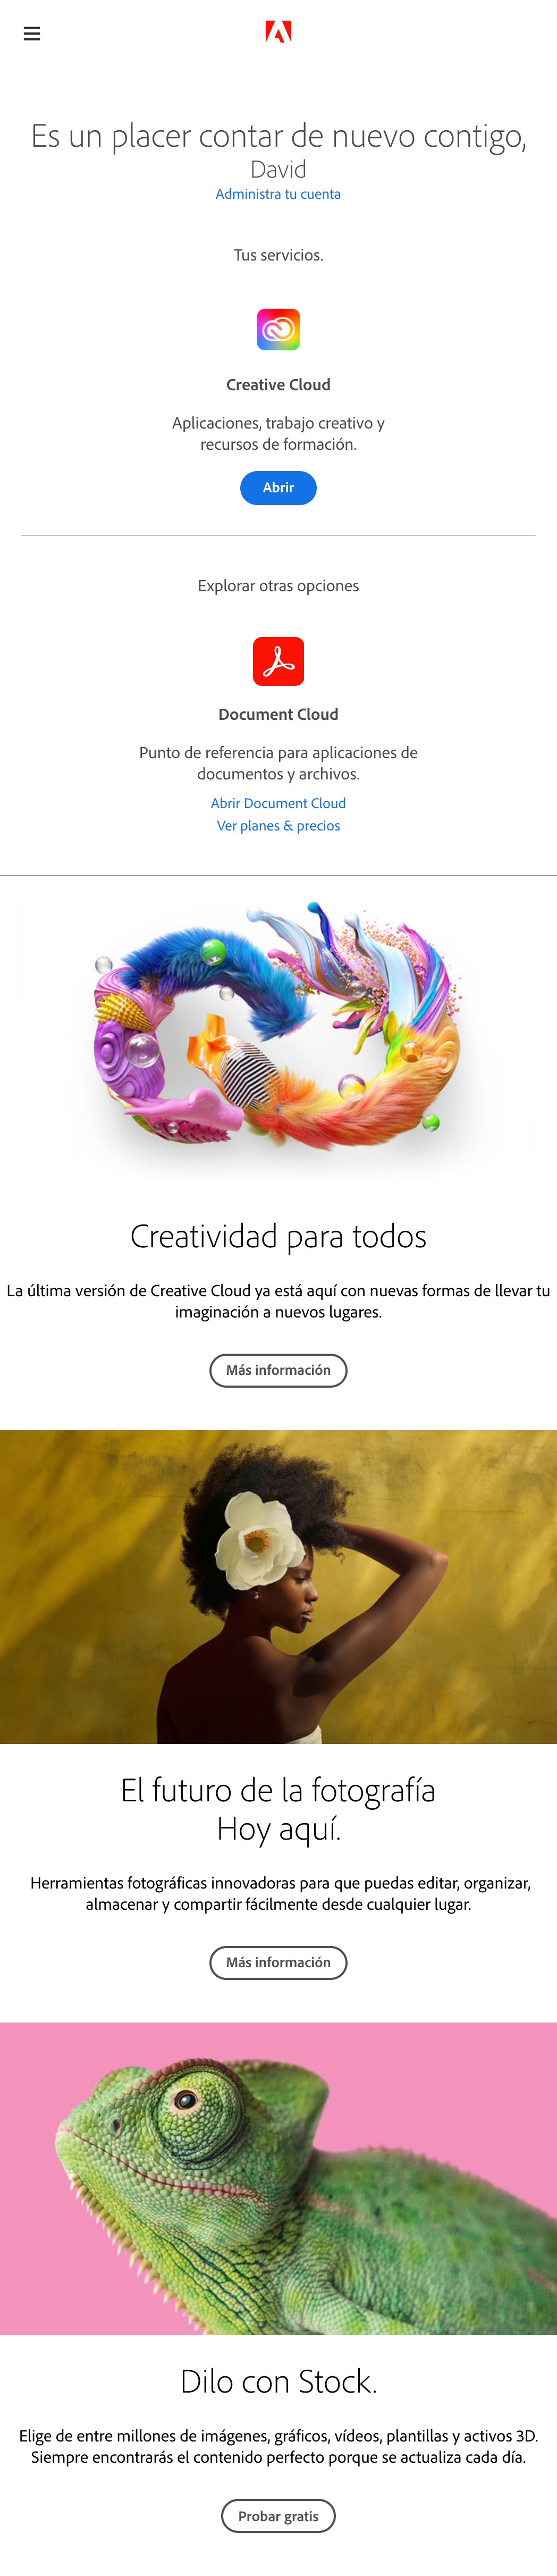 Es un placer contar de nuevo contigo,
David
Administra tu cuenta
Tus servicios.
Creative Cloud
Aplicaciones, trabajo creativo y
recursos de formación.
Abrir
Explorar otras opciones
Document Cloud
Punto de referencia para aplicaciones de
documentos y archivos.
Abrir Document Cloud
Ver planes & precios
Creatividad para todos
La última versión de Creative Cloud ya está aquí con nuevas formas de llevar tu
imaginación a nuevos lugares.
Más información
El futuro de la fotografía
Hoy aquí.
Herramientas fotográficas innovadoras para que puedas editar, organizar,
almacenar y compartir fácilmente desde cualquier lugar.
Más información
Dilo con Stock.
Elige de entre millones de imágenes, gráficos, vídeos, plantillas y activos 3D.
Siempre encontrarás el contenido perfecto porque se actualiza cada día.
Probar gratis